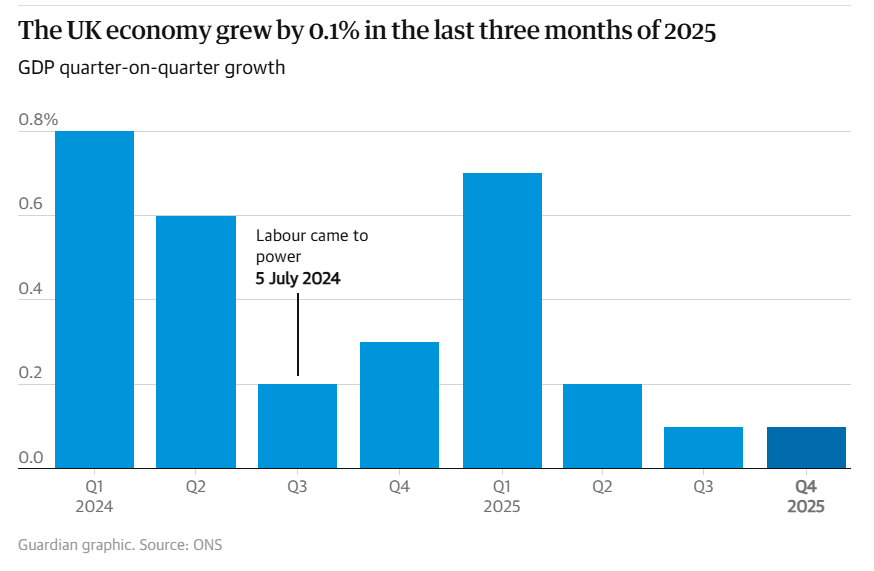 The UK economy grew by 0.1% in the last three months of 2025
GDP quarter-on-quarter growth
0.8%
0.6
Labour came to
power
5 July 2024
0.4
0.2
0.0
Q1 Q2 Q3 Q4 Q1 Q2 Q3 Q4
2024 2025 2025
Guardian graphic. Source: ONS